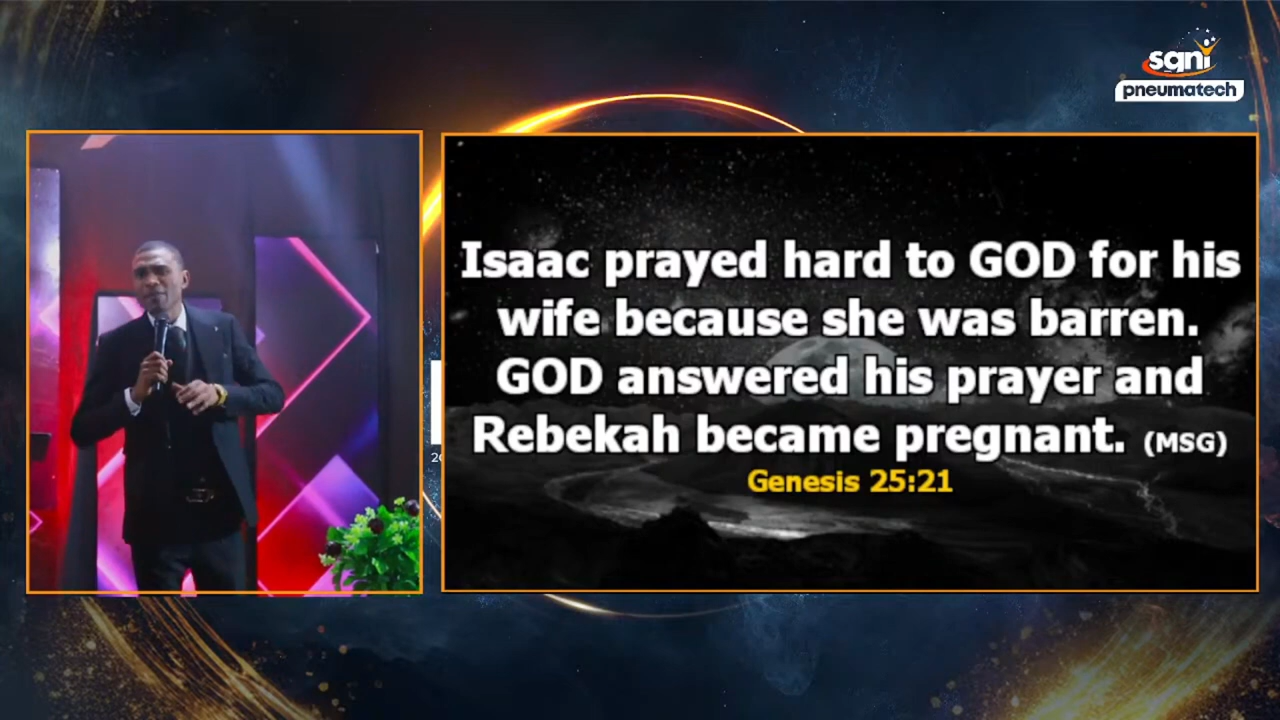 sqni
pneumatech
Isaac prayed hard to GOD for his
wife because she was barren.
GOD answered his prayer and
Rebekah became pregnant. (MSG)
Genesis 25:21